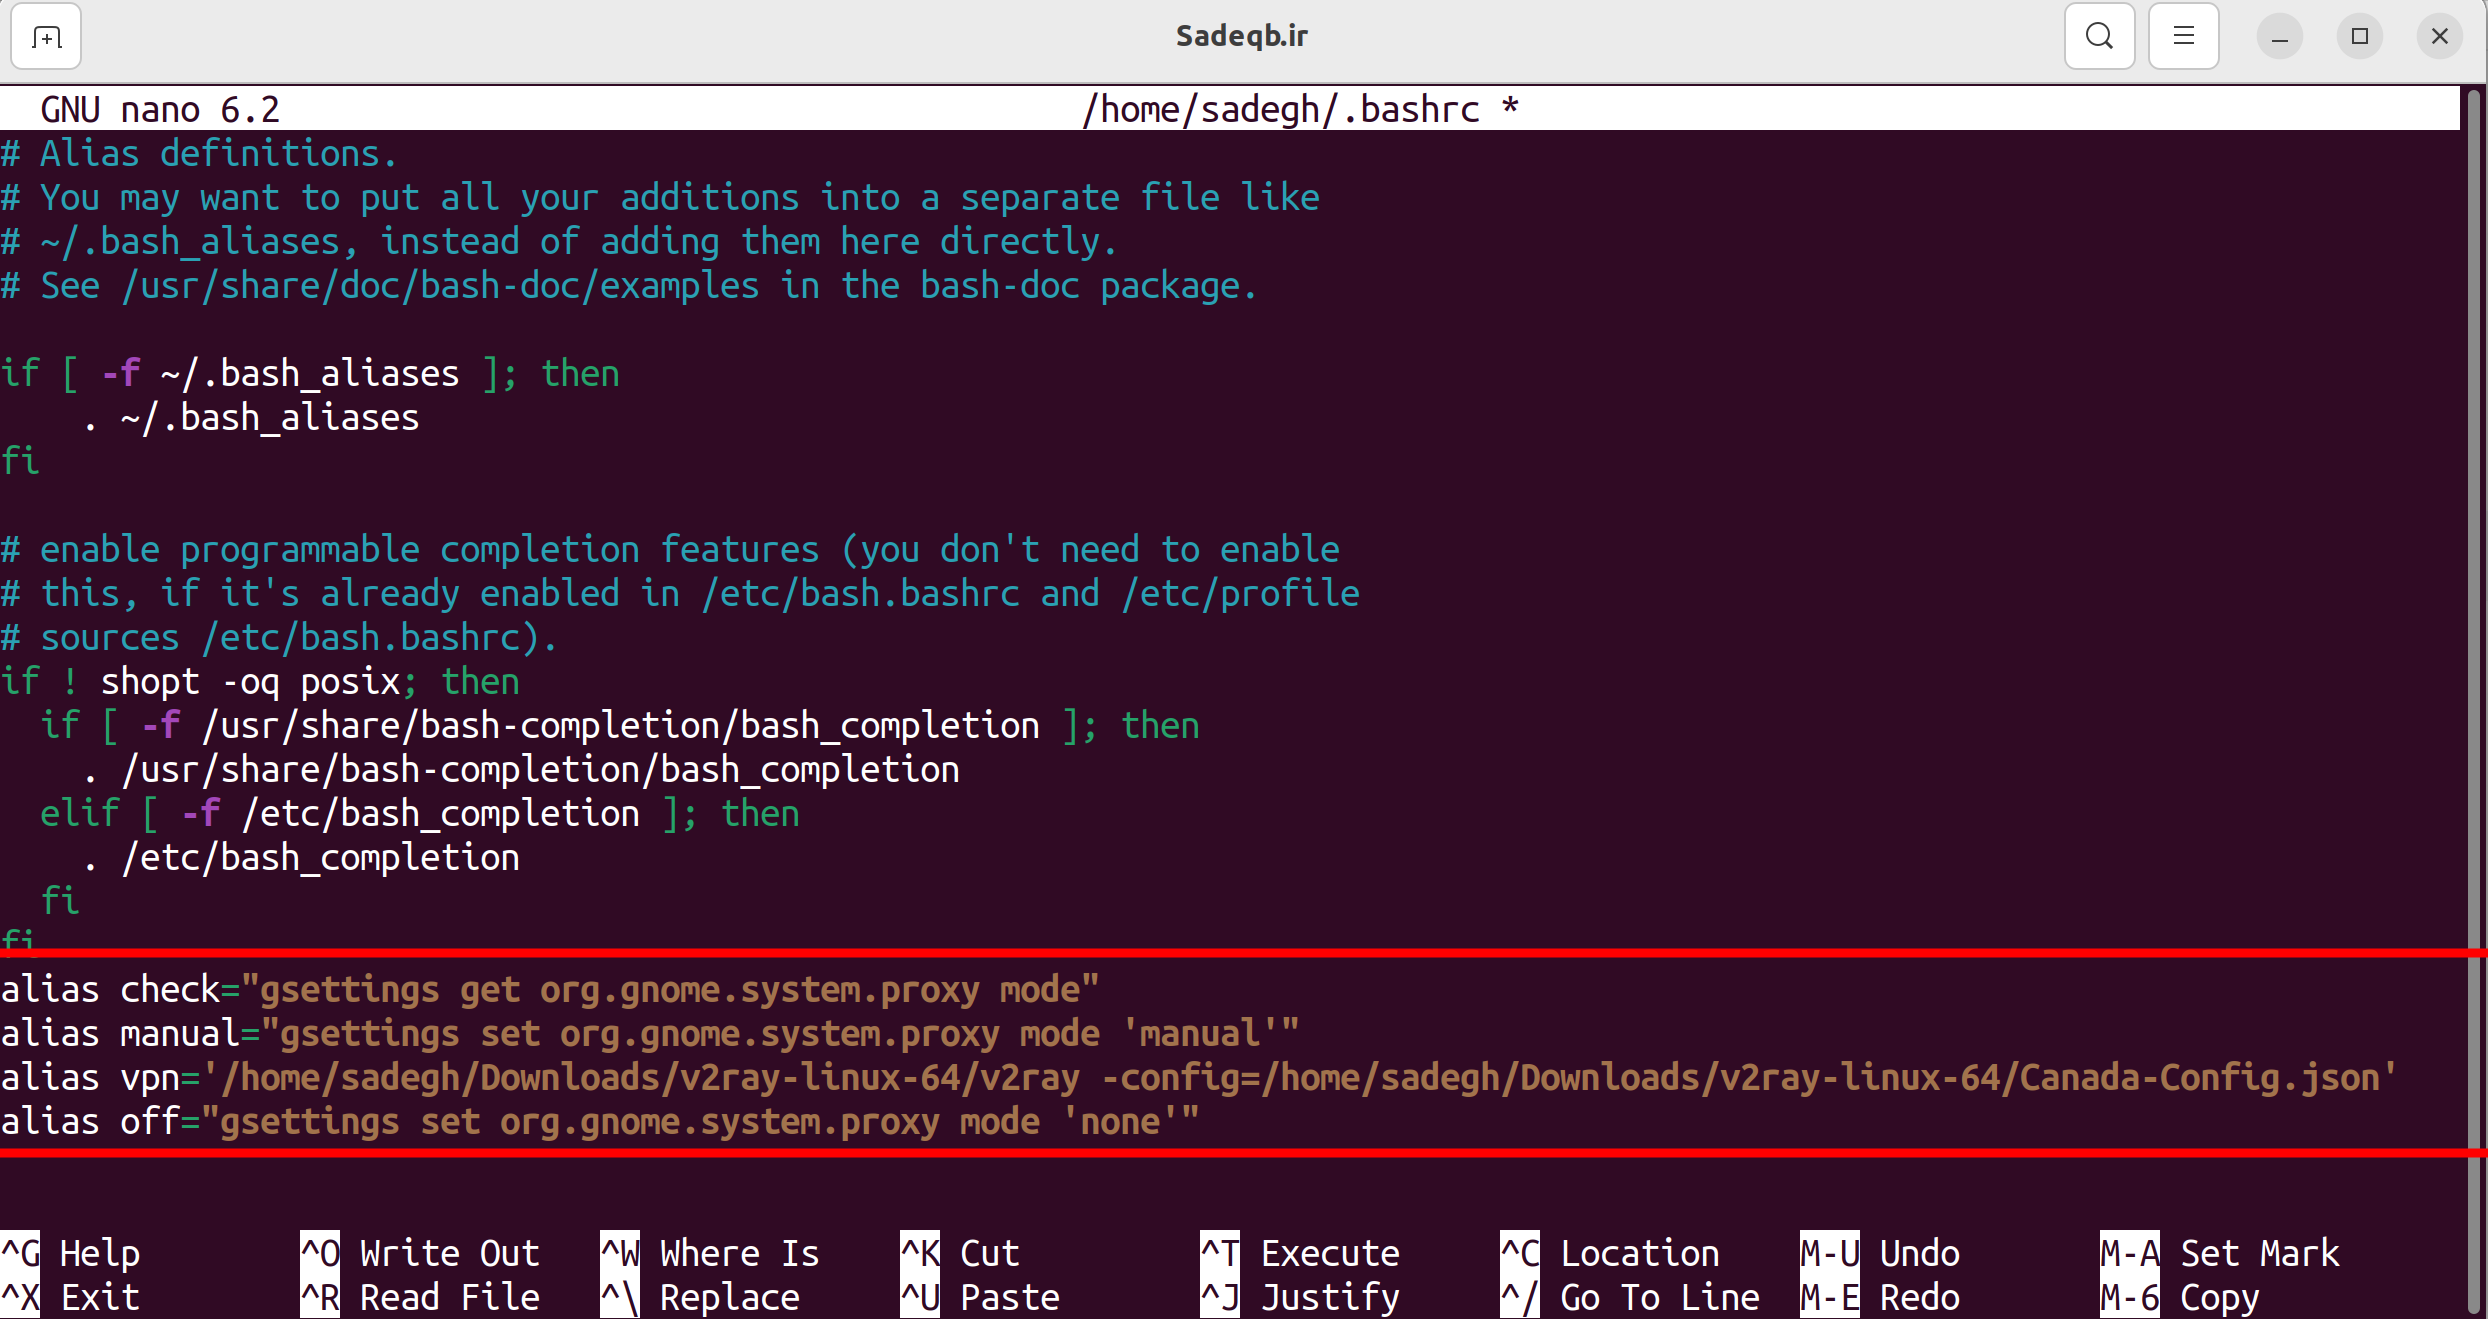 Sadeqb.ir
GNU nano 6.2 /home/sadegh/.bashrc *
# Alias definitions.
# You may want to put all your additions into a separate file like
# ~/.bash_aliases, instead of adding them here directly.
# See /usr/share/doc/bash-doc/examples in the bash-doc package.
if [ -f ~/.bash_aliases ]; then
    . ~/.bash_aliases
fi
# enable programmable completion features (you don't need to enable
# this, if it's already enabled in /etc/bash.bashrc and /etc/profile
# sources /etc/bash.bashrc).
if ! shopt -oq posix; then
  if [ -f /usr/share/bash-completion/bash_completion ]; then
    . /usr/share/bash-completion/bash_completion
  elif [ -f /etc/bash_completion ]; then
    . /etc/bash_completion
  fi
fi
alias check="gsettings get org.gnome.system.proxy mode"
alias manual="gsettings set org.gnome.system.proxy mode 'manual'"
alias vpn='/home/sadegh/Downloads/v2ray-linux-64/v2ray -config=/home/sadegh/Downloads/v2ray-linux-64/Canada-Config.json'
alias off="gsettings set org.gnome.system.proxy mode 'none'"
^G Help ^O Write Out ^W Where Is ^K Cut ^T Execute ^C Location M-U Undo M-A Set Mark
^X Exit ^R Read File ^\ Replace ^U Paste ^J Justify ^/ Go To Line M-E Redo M-6 Copy